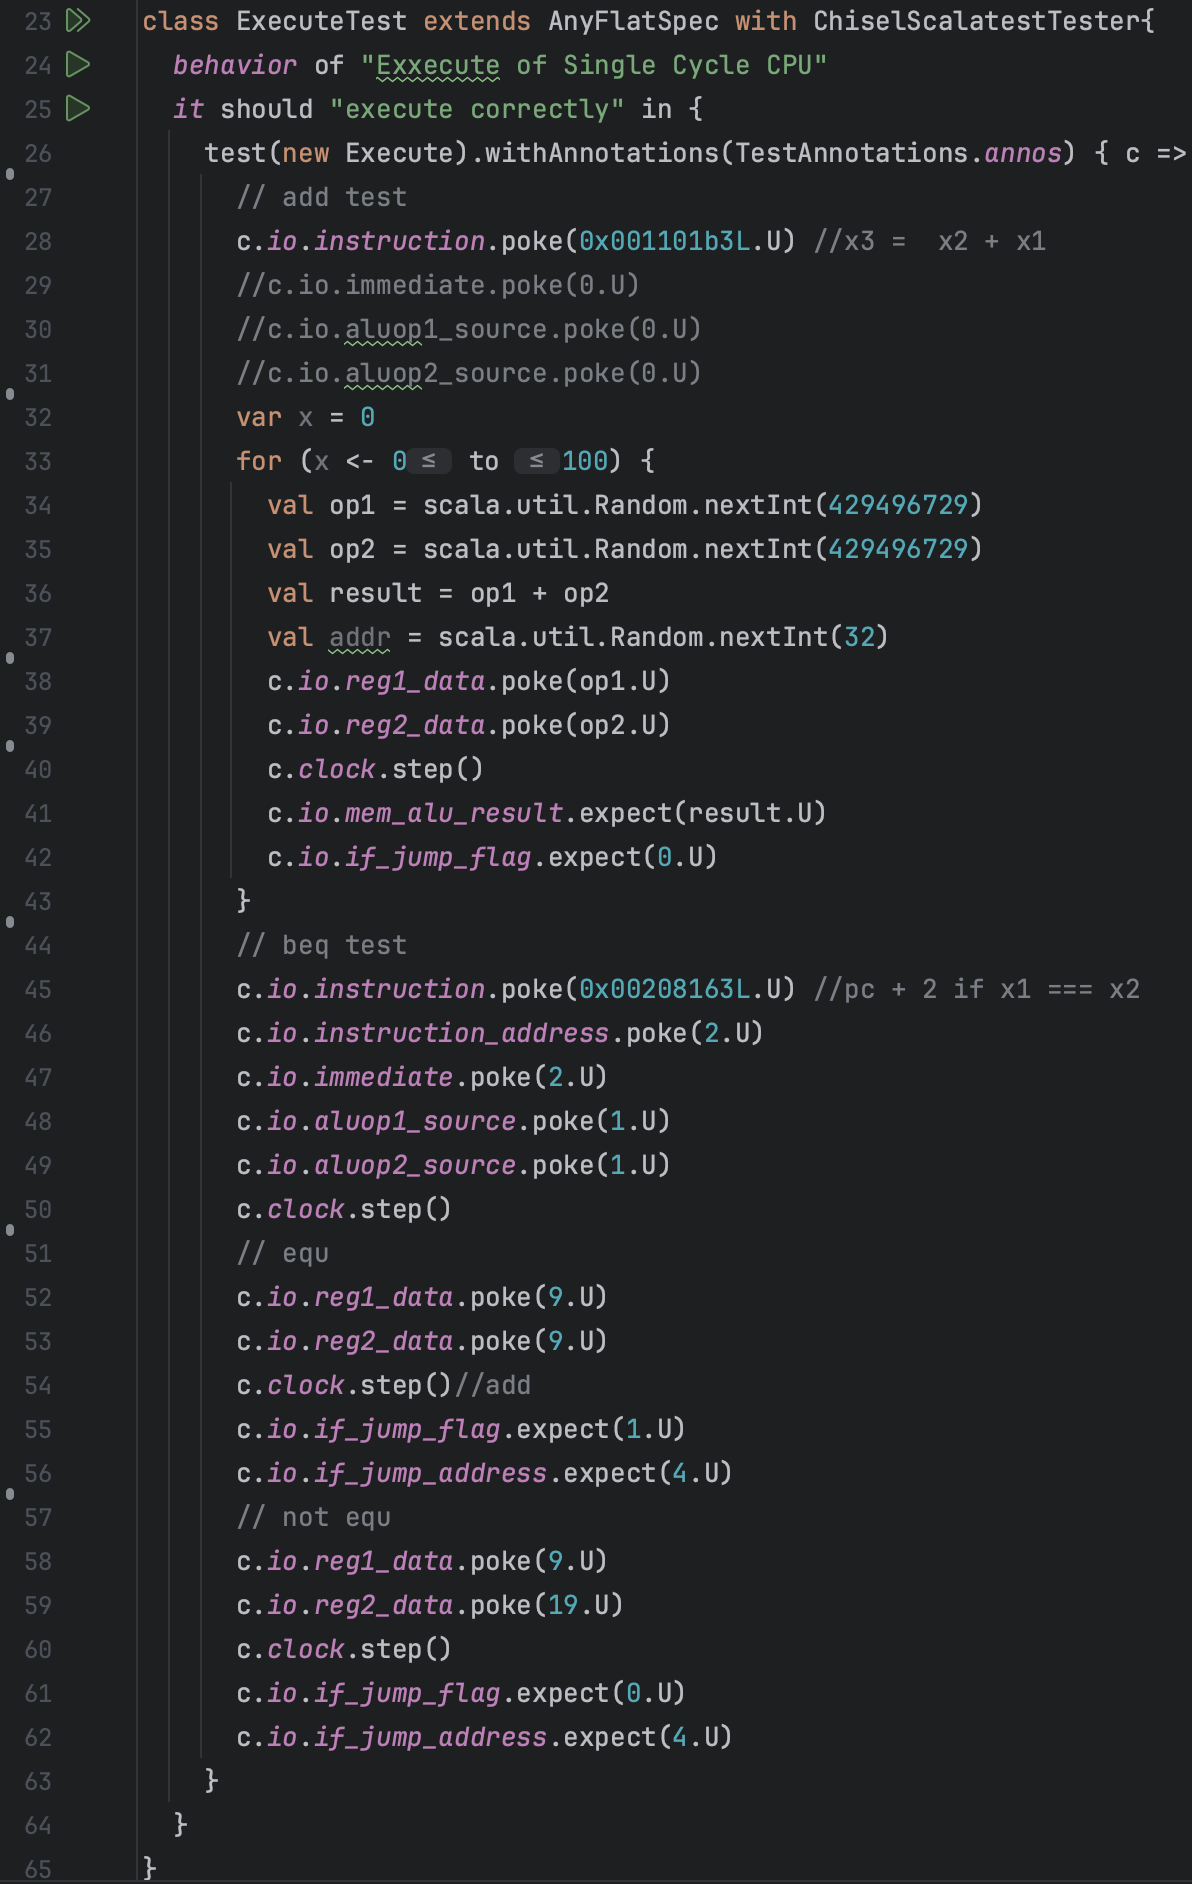 23 class ExecuteTest extends AnyFlatSpec with ChiselScalatestTester{
24 behavior of "Exxecute of Single Cycle CPU"
25 it should "execute correctly" in {
26 test(new Execute).withAnnotations(TestAnnotations.annos) { c =>
27 // add test
28 c.io.instruction.poke(0x001101b3L.U) //x3 =  x2 + x1
29 //c.io.immediate.poke(0.U)
30 //c.io.aluop1_source.poke(0.U)
31 //c.io.aluop2_source.poke(0.U)
32 var x = 0
33 for (x <- 0 ≤ to ≤ 100) {
34 val op1 = scala.util.Random.nextInt(429496729)
35 val op2 = scala.util.Random.nextInt(429496729)
36 val result = op1 + op2
37 val addr = scala.util.Random.nextInt(32)
38 c.io.reg1_data.poke(op1.U)
39 c.io.reg2_data.poke(op2.U)
40 c.clock.step()
41 c.io.mem_alu_result.expect(result.U)
42 c.io.if_jump_flag.expect(0.U)
43 }
44 // beq test
45 c.io.instruction.poke(0x00208163L.U) //pc + 2 if x1 === x2
46 c.io.instruction_address.poke(2.U)
47 c.io.immediate.poke(2.U)
48 c.io.aluop1_source.poke(1.U)
49 c.io.aluop2_source.poke(1.U)
50 c.clock.step()
51 // equ
52 c.io.reg1_data.poke(9.U)
53 c.io.reg2_data.poke(9.U)
54 c.clock.step()//add
55 c.io.if_jump_flag.expect(1.U)
56 c.io.if_jump_address.expect(4.U)
57 // not equ
58 c.io.reg1_data.poke(9.U)
59 c.io.reg2_data.poke(19.U)
60 c.clock.step()
61 c.io.if_jump_flag.expect(0.U)
62 c.io.if_jump_address.expect(4.U)
63 }
64 }
65 }